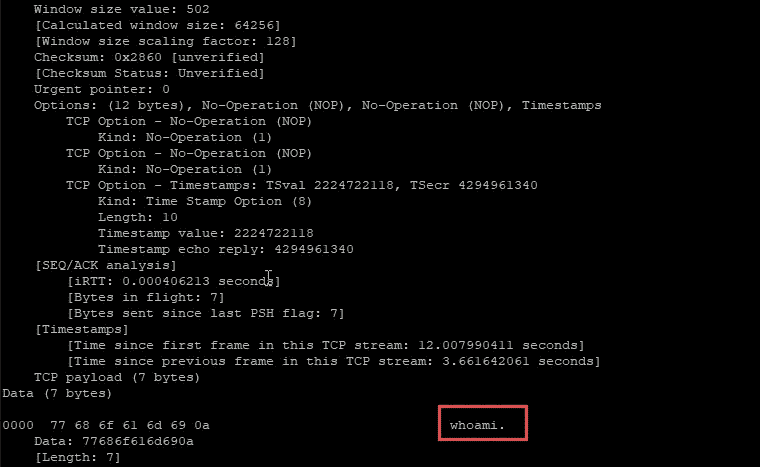 Window size value: 502
[Calculated window size: 64256]
[Window size scaling factor: 128]
Checksum: 0x2860 [unverified]
[Checksum Status: Unverified]
Urgent pointer: 0
Options: (12 bytes), No-Operation (NOP), No-Operation (NOP), Timestamps
TCP Option - No-Operation (NOP)
Kind: No-Operation (1)
TCP Option - No-Operation (NOP)
Kind: No-Operation (1)
TCP Option - Timestamps: TSval 2224722118, TSecr 4294961340
Kind: Time Stamp Option (8)
Length: 10
Timestamp value: 2224722118
Timestamp echo reply: 4294961340
[SEQ/ACK analysis]
[iRTT: 0.000406213 seconds]
[Bytes in flight: 7]
[Bytes sent since last PSH flag: 7]
[Timestamps]
[Time since first frame in this TCP stream: 12.007990411 seconds]
[Time since previous frame in this TCP stream: 3.661642061 seconds]
TCP payload (7 bytes)
Data (7 bytes)
0000  77 68 6f 61 6d 69 0a whoami.
Data: 77686f616d690a
[Length: 7]